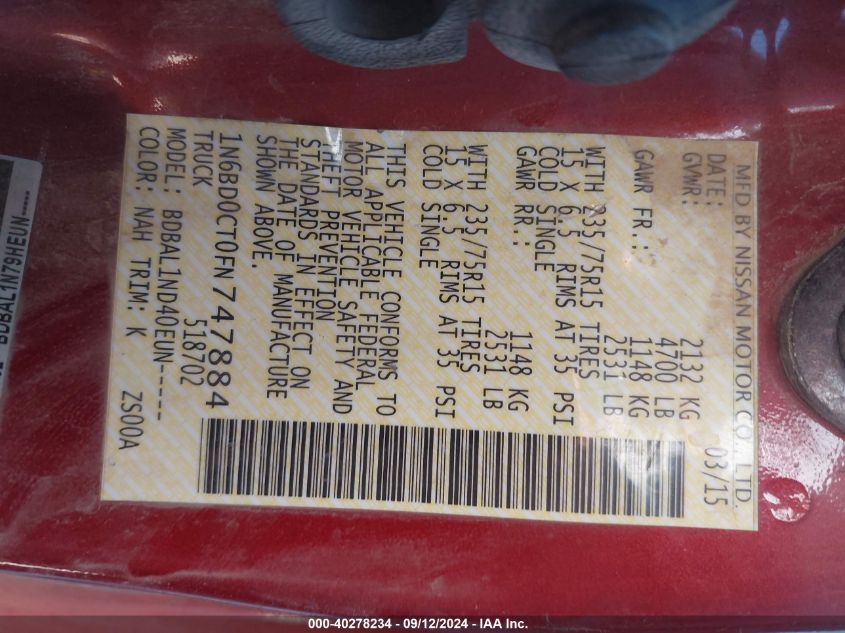 MFD BY NISSAN MOTOR CO., LTD.
DATE: 03/15
GVWR: 2132 KG
4700 LB
GAWR FR.: 1148 KG
2531 LB
WITH 235/75R15 TIRES
15 X 6.5 RIMS AT 35 PSI
COLD SINGLE
GAWR RR.: 1148 KG
2531 LB
WITH 235/75R15 TIRES
15 X 6.5 RIMS AT 35 PSI
COLD SINGLE
THIS VEHICLE CONFORMS TO
ALL APPLICABLE FEDERAL
MOTOR VEHICLE SAFETY AND
THEFT PREVENTION
STANDARDS IN EFFECT ON
THE DATE OF MANUFACTURE
SHOWN ABOVE.
1N6BD0CT0FN747884
TRUCK 518702
MODEL: BDBAL1ND40EUN-----
COLOR: NAH TRIM: K ZS00A
BDBAL1N79HEUN-----
000-40278234 - 09/12/2024 - IAA Inc.